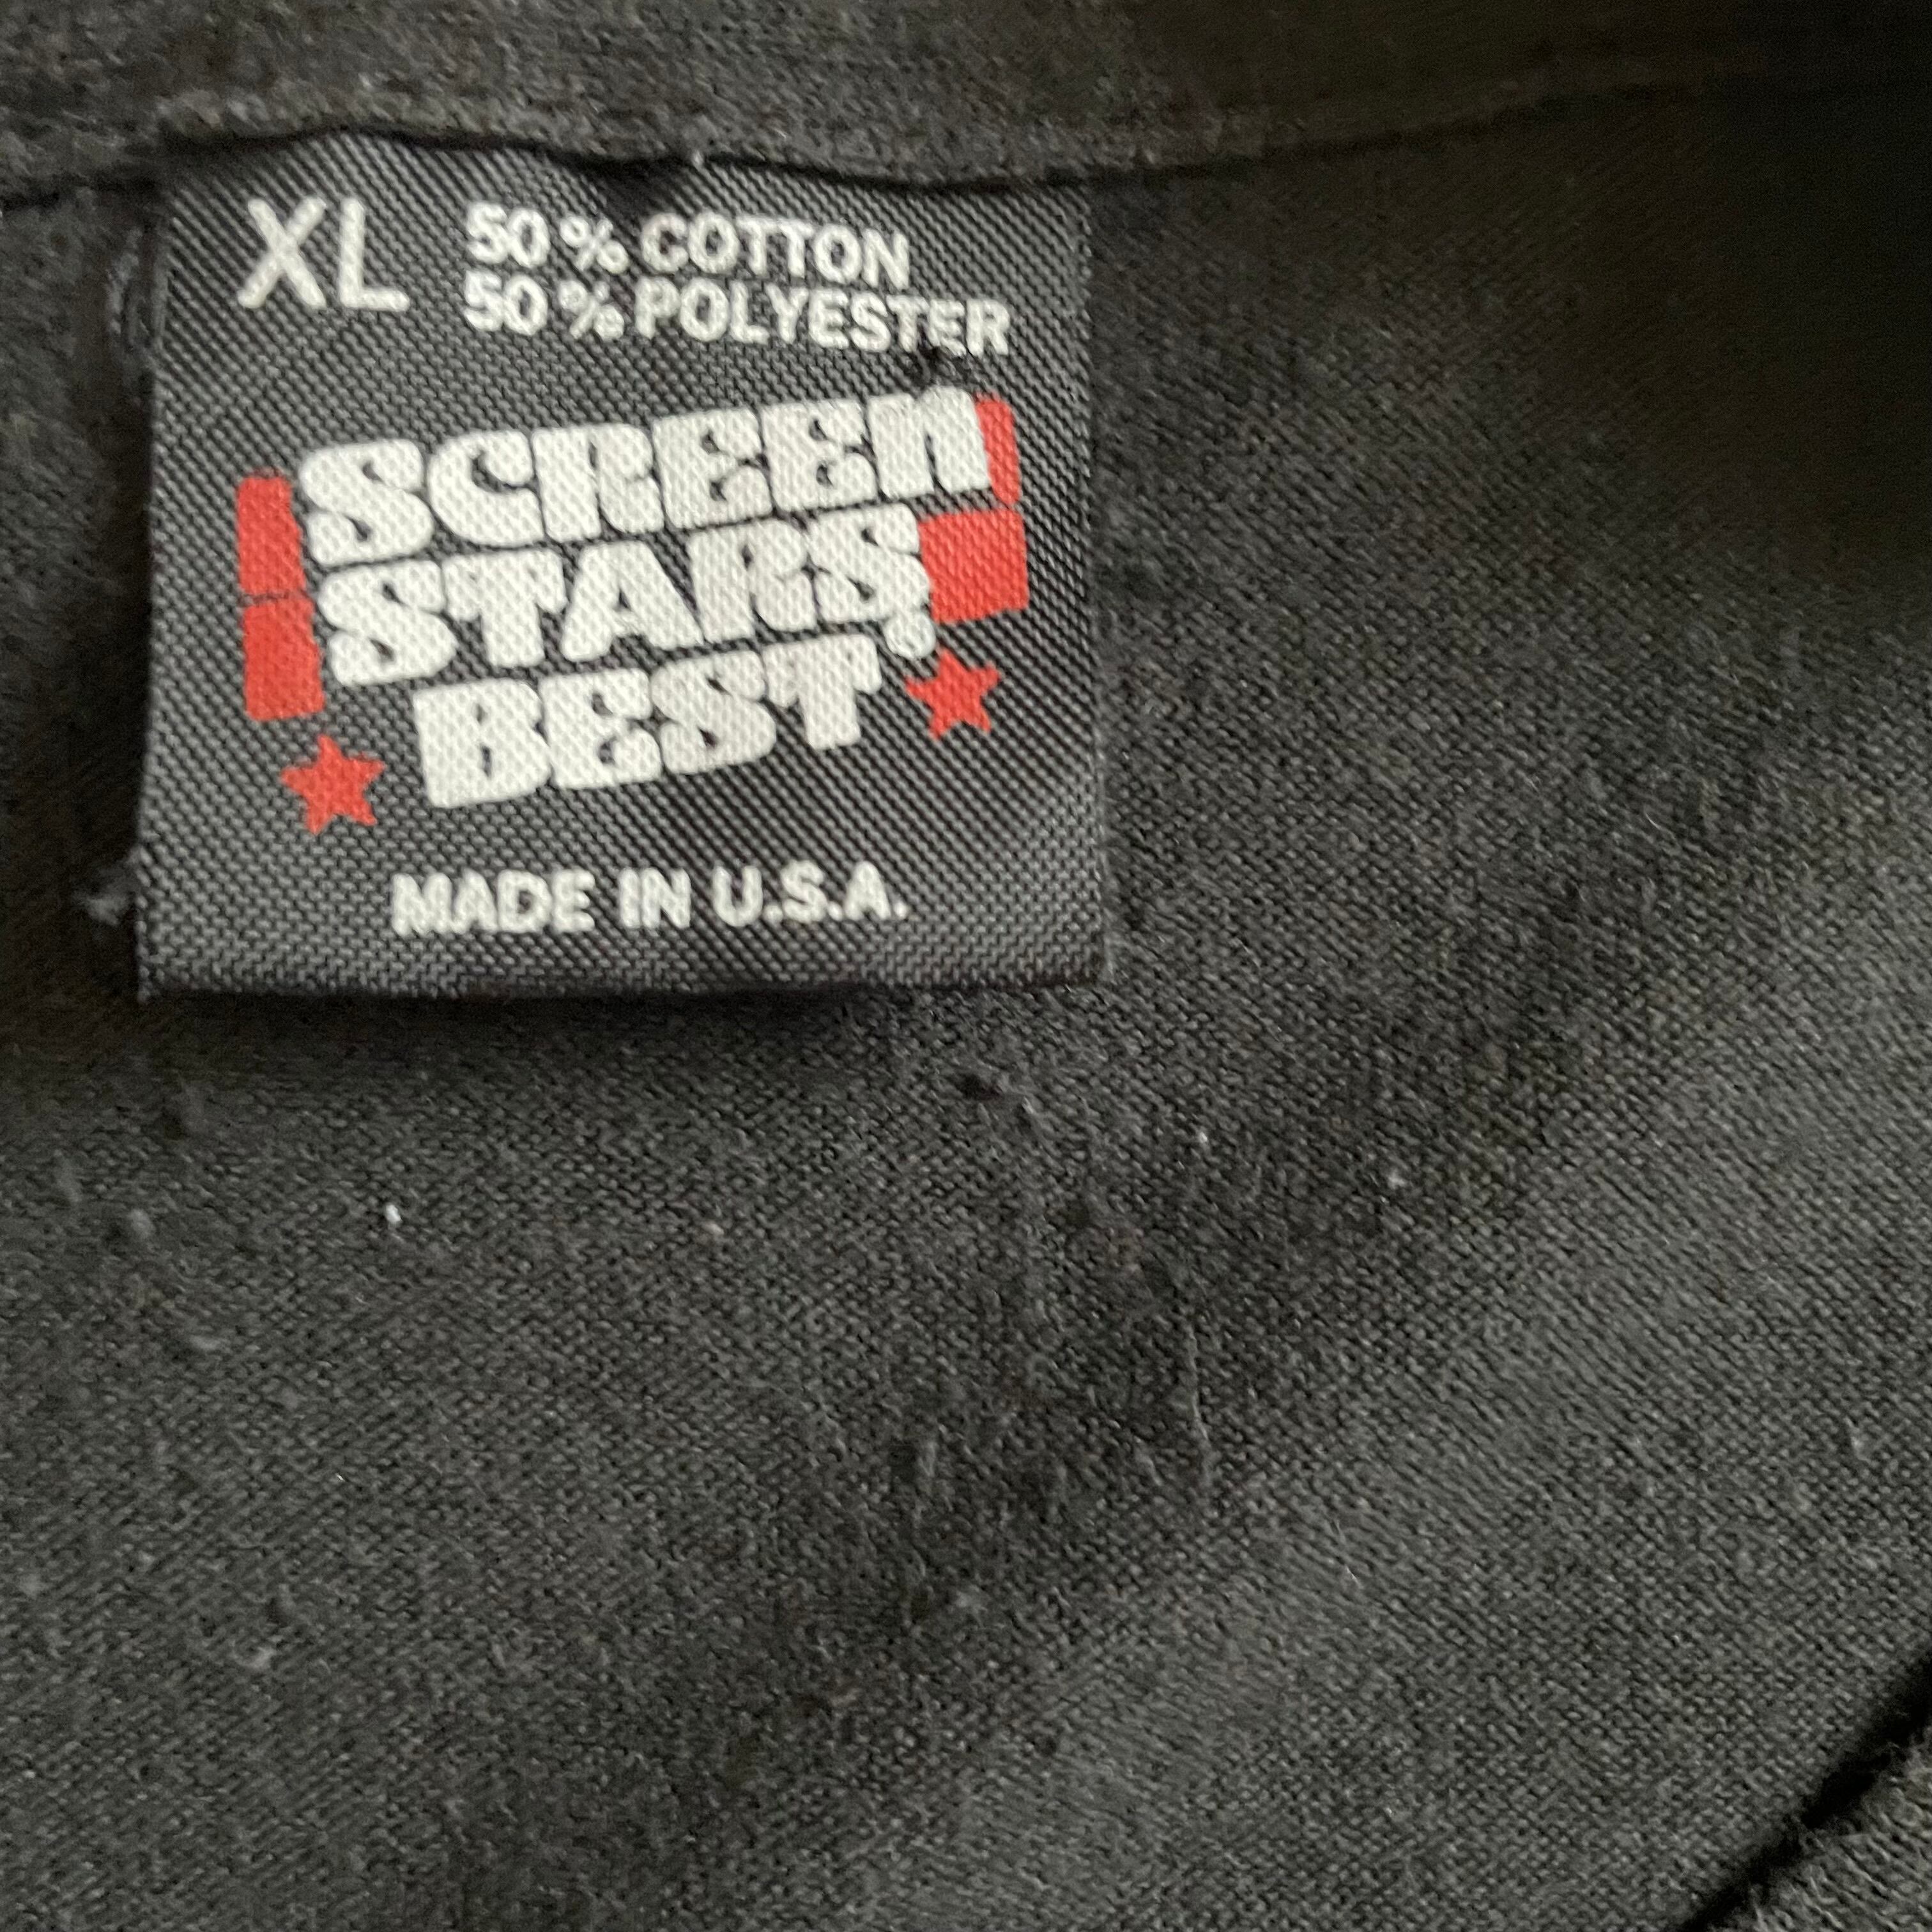 XL
50% COTTON
50% POLYESTER
SCREEN
STARS®
BEST
MADE IN U.S.A.